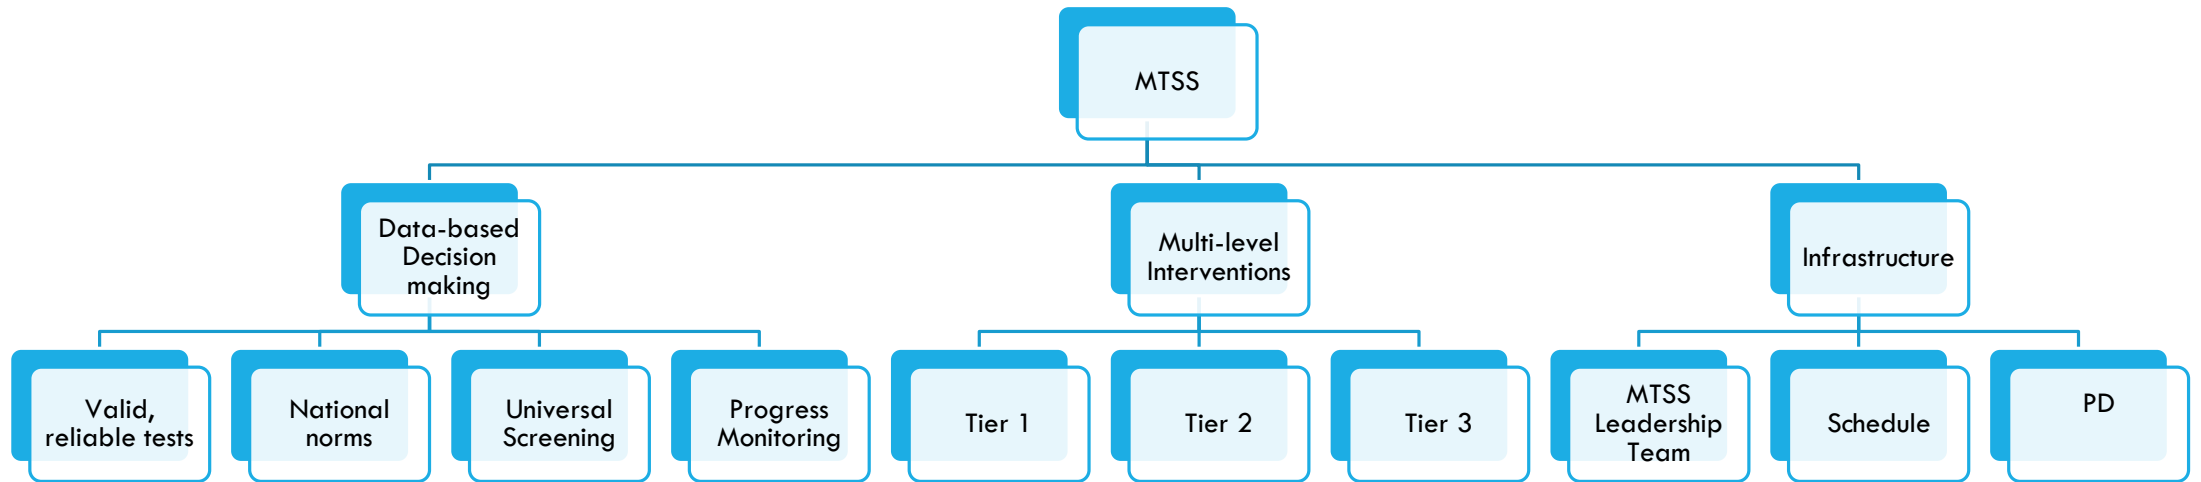 MTSS
Data-based
Decision
making
Multi-level
Interventions
Infrastructure
Valid,
reliable tests
National
norms
Universal
Screening
Progress
Monitoring
Tier 1
Tier 2
Tier 3
MTSS
Leadership
Team
Schedule
PD